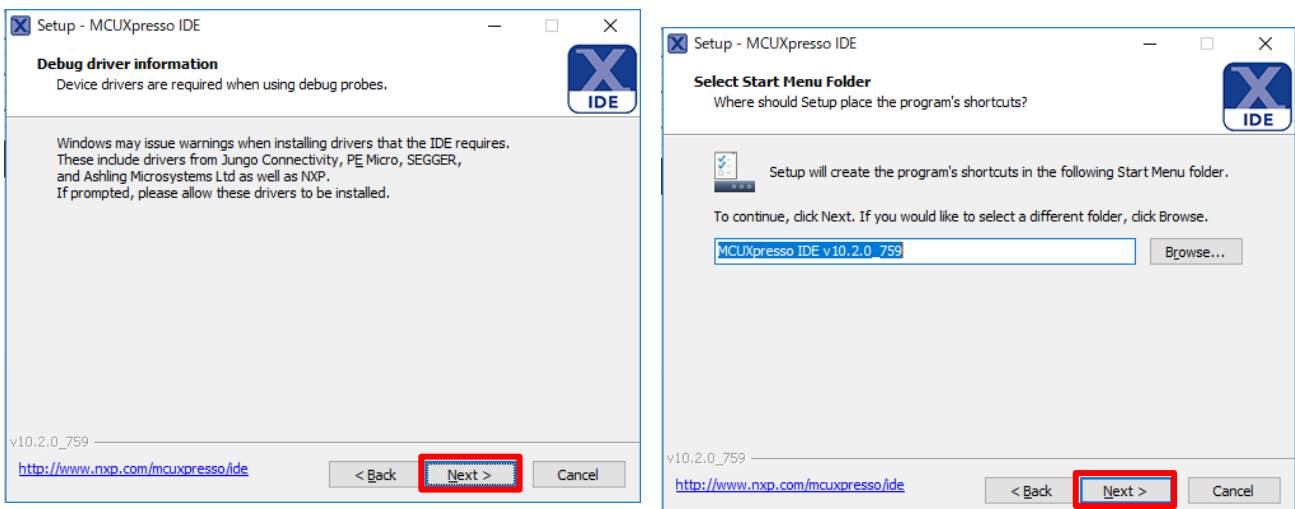 Setup - MCUXpresso IDE
Debug driver information
Device drivers are required when using debug probes.
IDE
Windows may issue warnings when installing drivers that the IDE requires.
These include drivers from Jungo Connectivity, PE Micro, SEGGER,
and Ashling Microsystems Ltd as well as NXP.
If prompted, please allow these drivers to be installed.
v10.2.0_759
http://www.nxp.com/mcuxpresso/ide
< Back
Next >
Cancel
Setup - MCUXpresso IDE
Select Start Menu Folder
Where should Setup place the program's shortcuts?
IDE
Setup will create the program's shortcuts in the following Start Menu folder.
To continue, click Next. If you would like to select a different folder, click Browse.
MCUXpresso IDE v10.2.0_759
Browse...
v10.2.0_759
http://www.nxp.com/mcuxpresso/ide
< Back
Next >
Cancel